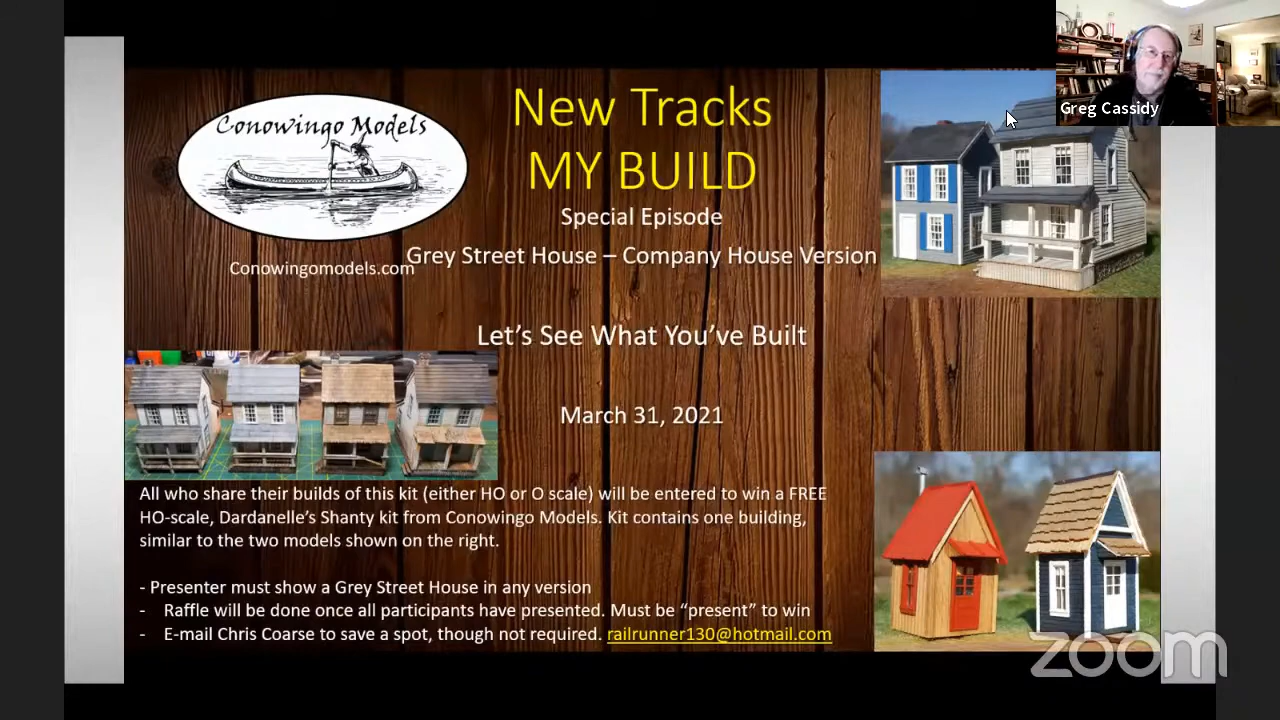 Conowingo Models
Conowingomodels.com
New Tracks
MY BUILD
Special Episode
Grey Street House – Company House Version
Let's See What You've Built
March 31, 2021
All who share their builds of this kit (either HO or O scale) will be entered to win a FREE
HO-scale, Dardanelle's Shanty kit from Conowingo Models. Kit contains one building,
similar to the two models shown on the right.
- Presenter must show a Grey Street House in any version
- Raffle will be done once all participants have presented. Must be "present" to win
- E-mail Chris Coarse to save a spot, though not required. railrunner130@hotmail.com
Greg Cassidy
zoom